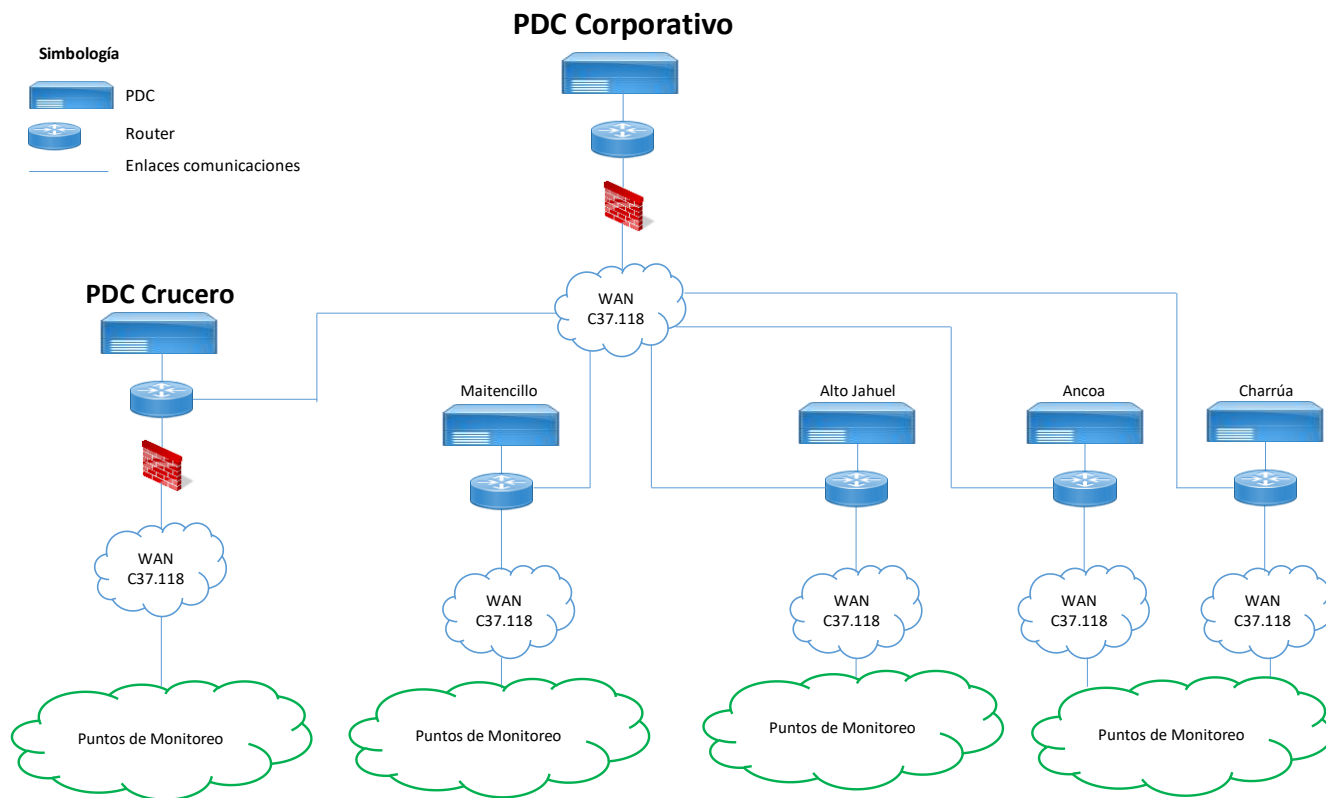 PDC Corporativo
Simbología
PDC
Router
Enlaces comunicaciones
WAN
C37.118
PDC Crucero
Maitencillo
Alto Jahuel
Ancoa
Charrúa
WAN
C37.118
WAN
C37.118
WAN
C37.118
WAN
C37.118
WAN
C37.118
Puntos de Monitoreo
Puntos de Monitoreo
Puntos de Monitoreo
Puntos de Monitoreo